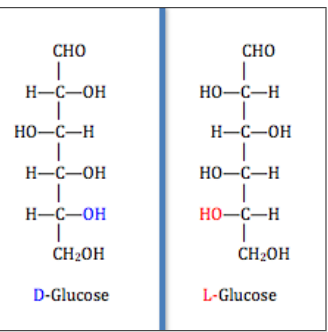 CHO
H—C—OH
HO—C—H
H—C—OH
H—C—OH
CH₂OH
D-Glucose
CHO
HO—C—H
H—C—OH
HO—C—H
HO—C—H
CH₂OH
L-Glucose